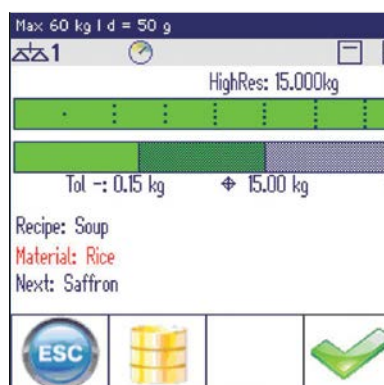 Max 60 kg | d = 50 g
1
HighRes: 15.000kg
Tol -: 0.15 kg 15.00 kg
Recipe: Soup
Material: Rice
Next: Saffron
ESC